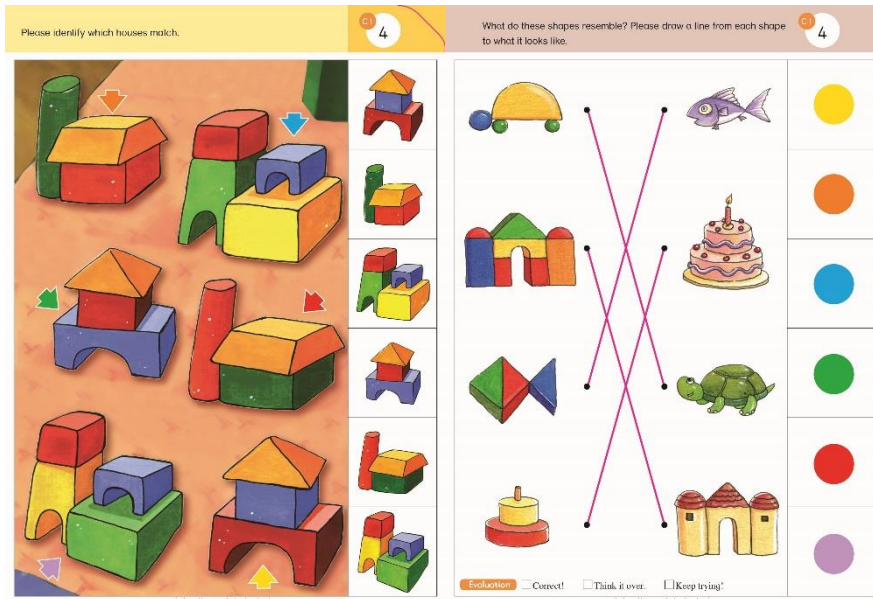 Please identify which houses match.
C1
4
What do these shapes resemble? Please draw a line from each shape
to what it looks like.
C1
4
Evaluation Correct! Think it over. Keep trying!